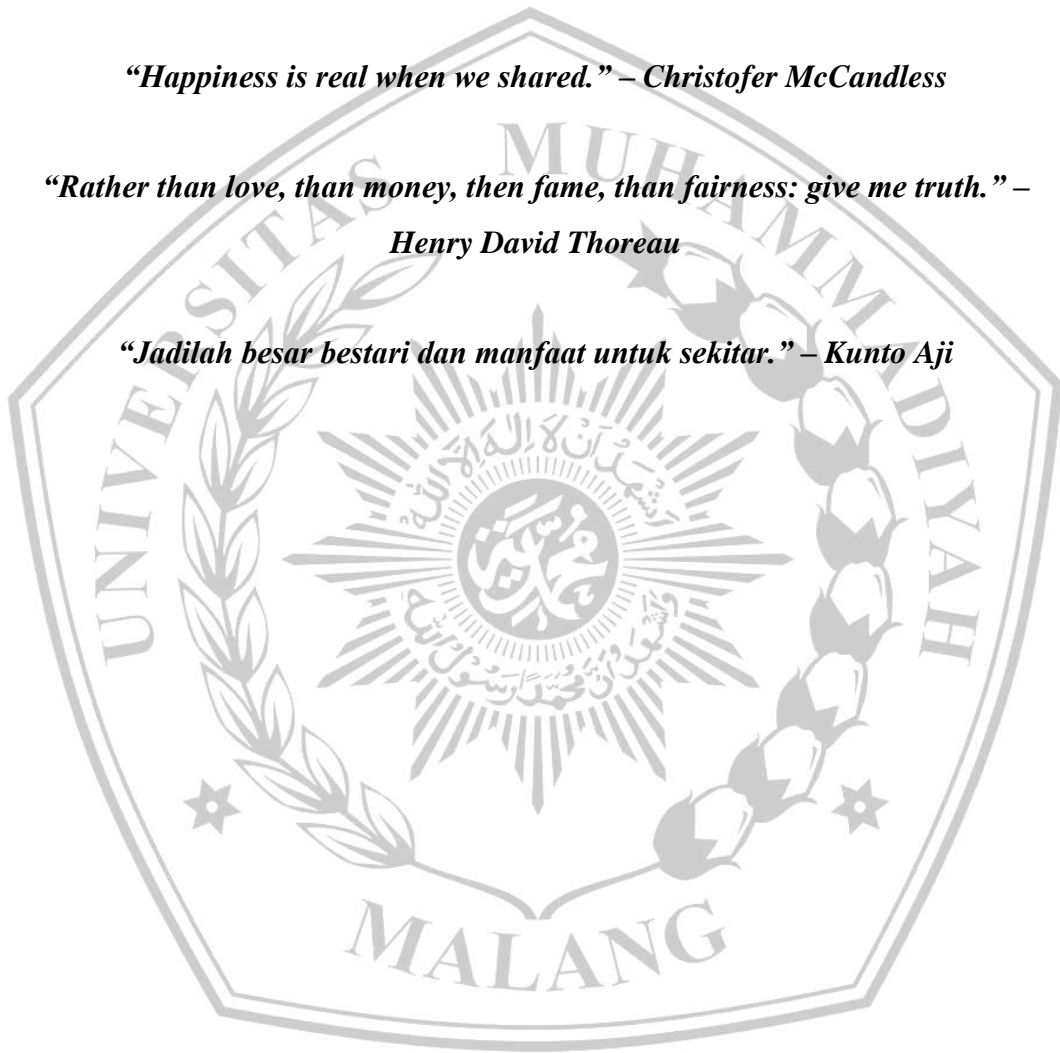 “Happiness is real when we shared.” – Christofer McCandless
“Rather than love, than money, then fame, than fairness: give me truth.” –
Henry David Thoreau
“Jadilah besar bestari dan manfaat untuk sekitar.” – Kunto Aji
UNIVERSITAS MUHAMMADIYAH
MALANG